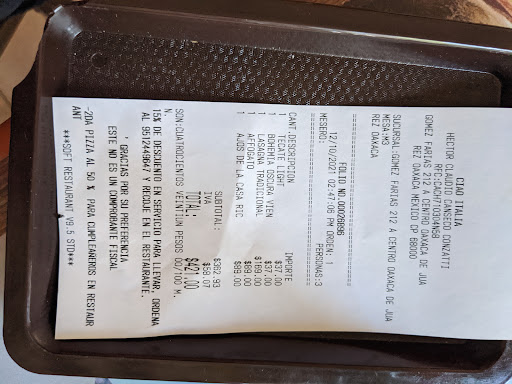 CIAO ITALIA
HECTOR CLAUDIO CANSECO CONZATTI
GOMEZ FARIAS 212 A CENTRO OAXACA DE JUA
REZ OAXACA MEXICO CP 68000
SUCURSAL:GOMEZ FARIAS 212 A CENTRO OAXACA DE JUA
REZ OAXACA
MESA:M3
FOLIO NO.00026896
12/10/2021 02:47:06 PM ORDEN: 1
MESERO: PERSONAS:3
CANT.DESCRIPCION IMPORTE
1 TECATE LIGHT $37.00
1 BOHEMIA OSCURA VIEN $37.00
1 LASAGNA TRADICIONAL $169.00
1 AFFOGATO $89.00
1 AJOS DE LA CASA RIC $89.00
SUBTOTAL: $362.93
IVA $58.07
TOTAL: $421.00
SON:CUATROCIENTOS VEINTIUN PESOS 00/100 M.
N.
15% DE DESCUENTO EN SERVICIO PARA LLEVAR, ORDENA
AL 9512449647 Y RECOJE EN EL RESTAURANTE.
' GRACIAS POR SU PREFERENCIA
ESTE NO ES UN COMPROBANTE FISCAL
-2DA PIZZA AL 50 % PARA CUMPLEAÑEROS EN RESTAUR
ANT
***SOFT RESTAURANT V9.5 STD***